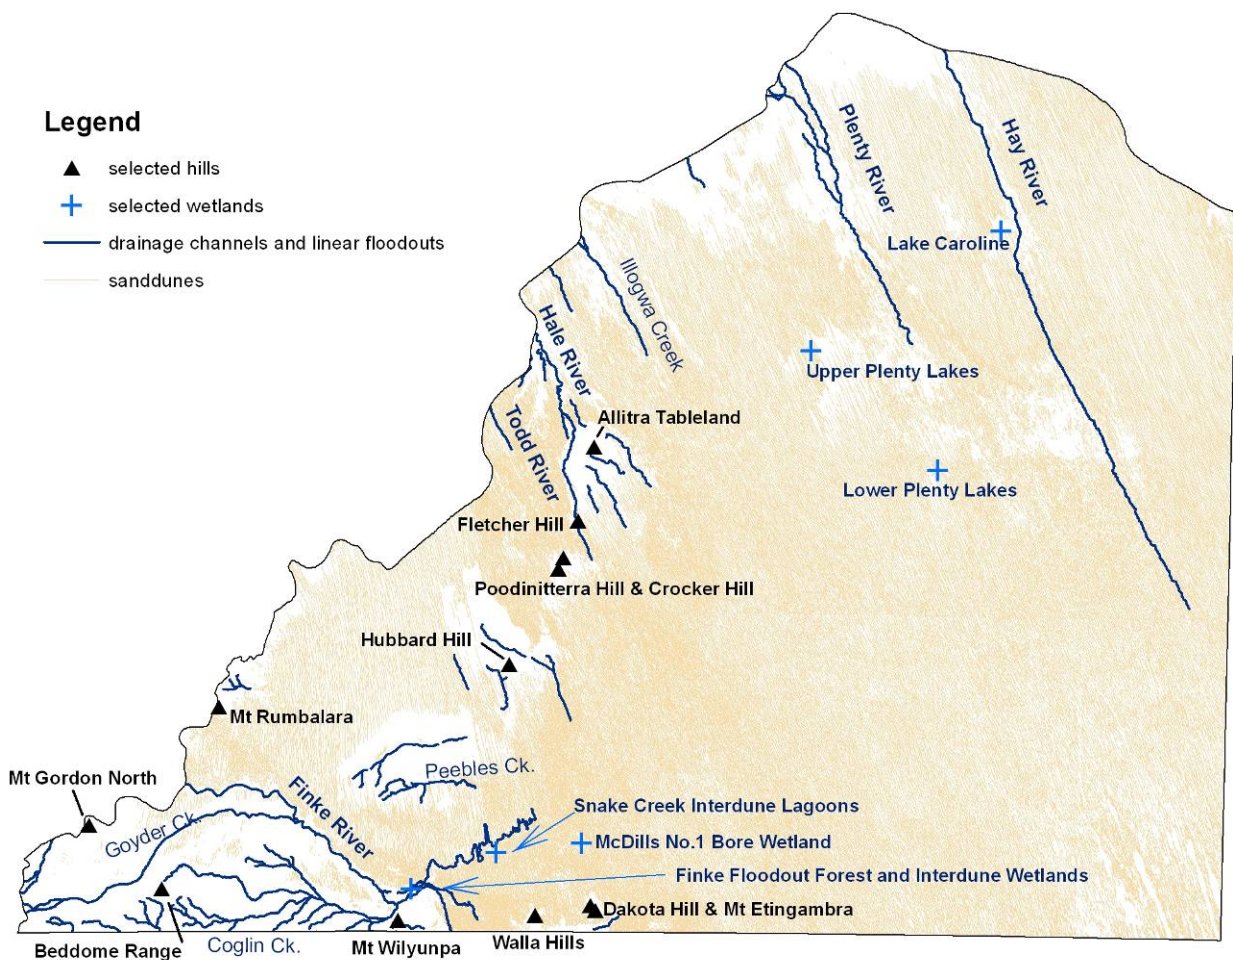 Legend
selected hills
selected wetlands
drainage channels and linear floodouts
sanddunes
Plenty River
Hay River
Lake Caroline
Illogwa Creek
Hale River
Upper Plenty Lakes
Todd River
Allitra Tableland
Lower Plenty Lakes
Fletcher Hill
Poodinitterra Hill & Crocker Hill
Hubbard Hill
Mt Rumbalara
Peebles Ck.
Mt Gordon North
Finke River
Goyder Ck.
Snake Creek Interdune Lagoons
McDills No.1 Bore Wetland
Finke Floodout Forest and Interdune Wetlands
Dakota Hill & Mt Etingambra
Beddome Range
Coglin Ck.
Mt Wilyunpa
Walla Hills